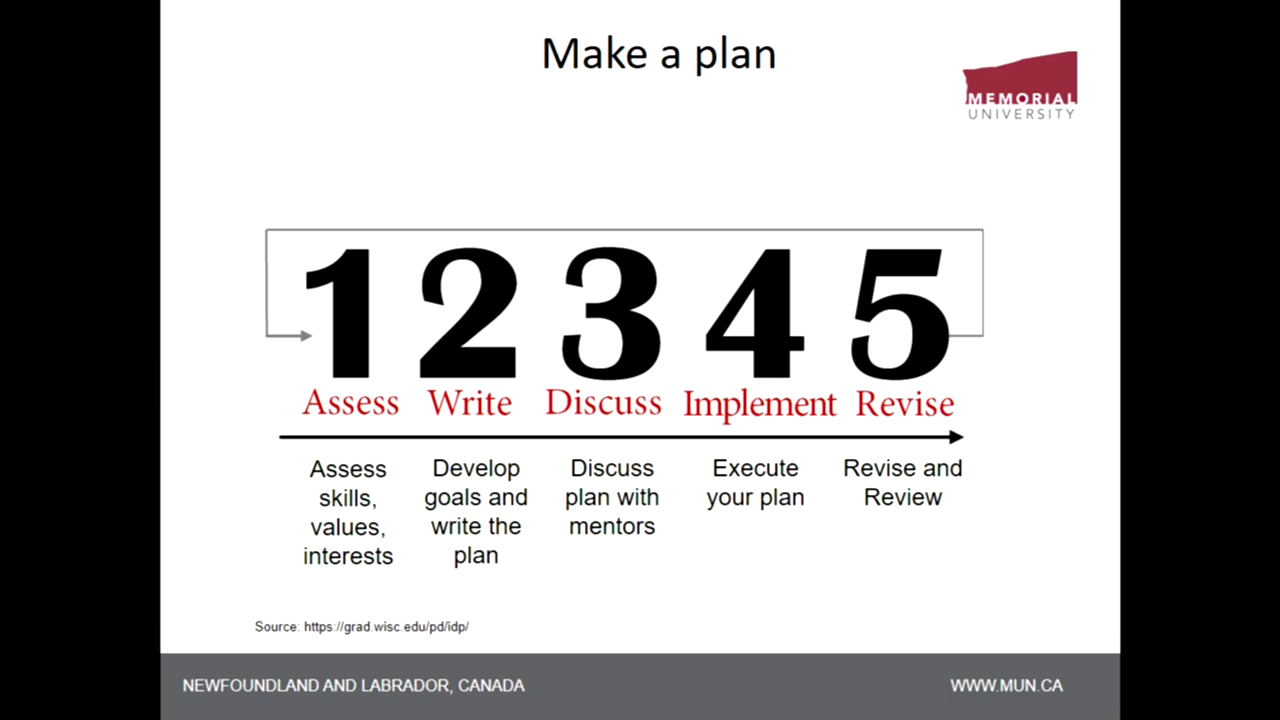 Make a plan
MEMORIAL
UNIVERSITY
1 2 3 4 5
Assess Write Discuss Implement Revise
Assess
skills,
values,
interests
Develop
goals and
write the
plan
Discuss
plan with
mentors
Execute
your plan
Revise and
Review
Source: https://grad.wisc.edu/pd/idp/
NEWFOUNDLAND AND LABRADOR, CANADA
WWW.MUN.CA